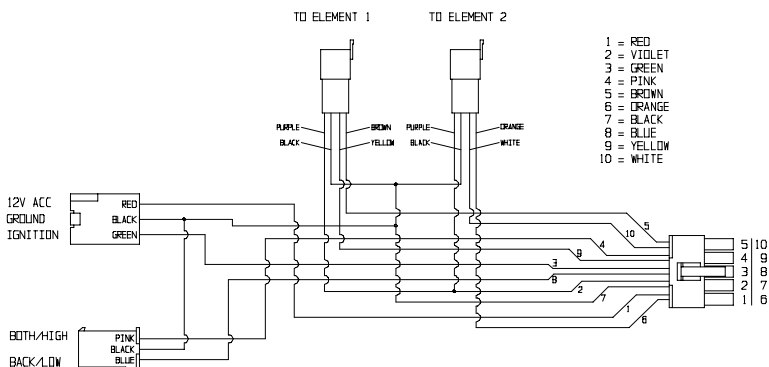 TO ELEMENT 1
TO ELEMENT 2
1 = RED
2 = VIOLET
3 = GREEN
4 = PINK
5 = BROWN
6 = ORANGE
7 = BLACK
8 = BLUE
9 = YELLOW
10 = WHITE
PURPLE
BROWN
PURPLE
ORANGE
BLACK
YELLOW
BLACK
WHITE
12V ACC
RED
GROUND
BLACK
IGNITION
GREEN
5
10
4
9
3
8
2
7
1
6
5 10
4 9
3 8
2 7
1 6
BOTH/HIGH
PINK
BLACK
BACK/LOW
BLUE